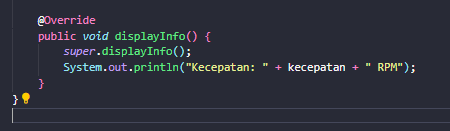 @Override
public void displayInfo() {
super.displayInfo();
System.out.println("Kecepatan: " + kecepatan + " RPM");
}
}